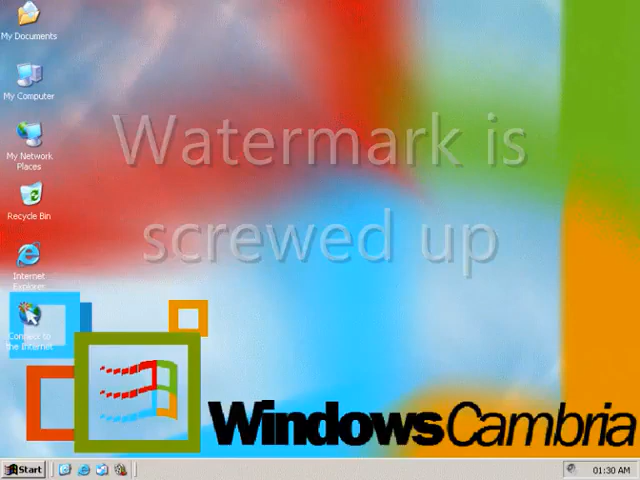 My Documents
My Computer
My Network
Places
Recycle Bin
Internet
Explorer
Connect to
the Internet
Watermark is
screwed up
WindowsCambria
Start
01:30 AM